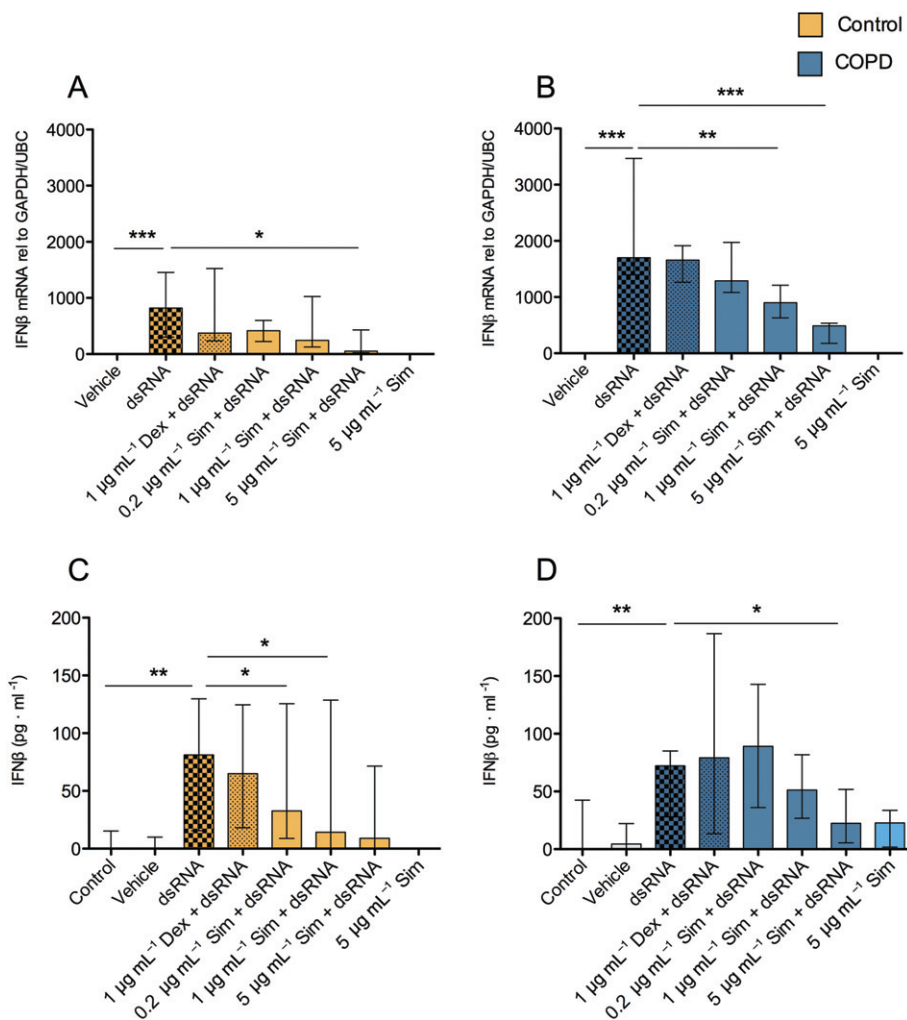 Control
COPD
A
IFNβ mRNA rel to GAPDH/UBC
4000
3000
2000
1000
0
***
*
Vehicle
dsRNA
1 µg mL⁻¹ Dex + dsRNA
0.2 µg mL⁻¹ Sim + dsRNA
1 µg mL⁻¹ Sim + dsRNA
5 µg mL⁻¹ Sim + dsRNA
5 µg mL⁻¹ Sim
B
IFNβ mRNA rel to GAPDH/UBC
4000
3000
2000
1000
0
***
***
**
Vehicle
dsRNA
1 µg mL⁻¹ Dex + dsRNA
0.2 µg mL⁻¹ Sim + dsRNA
1 µg mL⁻¹ Sim + dsRNA
5 µg mL⁻¹ Sim + dsRNA
5 µg mL⁻¹ Sim
C
IFNβ (pg · ml ⁻¹)
200
150
100
50
0
*
**
*
Control
Vehicle
dsRNA
1 µg mL⁻¹ Dex + dsRNA
0.2 µg mL⁻¹ Sim + dsRNA
1 µg mL⁻¹ Sim + dsRNA
5 µg mL⁻¹ Sim + dsRNA
5 µg mL⁻¹ Sim
D
IFNβ (pg · ml ⁻¹)
200
150
100
50
0
**
*
Control
Vehicle
dsRNA
1 µg mL⁻¹ Dex + dsRNA
0.2 µg mL⁻¹ Sim + dsRNA
1 µg mL⁻¹ Sim + dsRNA
5 µg mL⁻¹ Sim + dsRNA
5 µg mL⁻¹ Sim